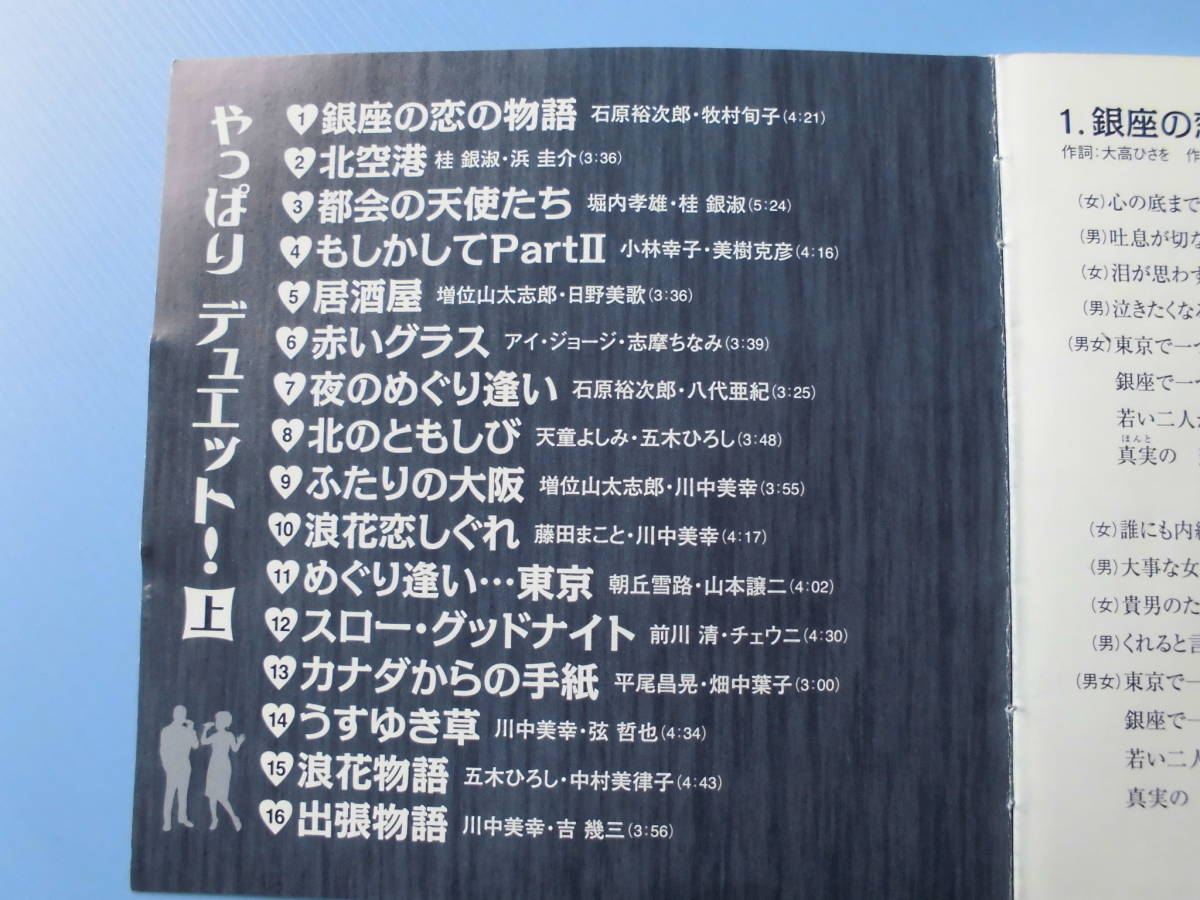 やっぱり デュエット! 上
1 銀座の恋の物語 石原裕次郎・牧村旬子(4:21)
2 北空港 桂 銀淑・浜 圭介(3:36)
3 都会の天使たち 堀内孝雄・桂 銀淑(5:24)
4 もしかしてPartⅡ 小林幸子・美樹克彦(4:16)
5 居酒屋 増位山太志郎・日野美歌(3:36)
6 赤いグラス アイ・ジョージ・志摩ちなみ(3:39)
7 夜のめぐり逢い 石原裕次郎・八代亜紀(3:25)
8 北のともしび 天童よしみ・五木ひろし(3:48)
9 ふたりの大阪 増位山太志郎・川中美幸(3:55)
10 浪花恋しぐれ 藤田まこと・川中美幸(4:17)
11 めぐり逢い…東京 朝丘雪路・山本譲二(4:02)
12 スロー・グッドナイト 前川 清・チェウニ(4:30)
13 カナダからの手紙 平尾昌晃・畑中葉子(3:00)
14 うすゆき草 川中美幸・弦 哲也(4:34)
15 浪花物語 五木ひろし・中村美律子(4:43)
16 出張物語 川中美幸・吉 幾三(3:56)
1. 銀座の
作詞:大高ひさを 作
(女)心の底まで
(男)吐息が切な
(女)泪が思わず
(男)泣きたくなる
(男女)東京で一つ
銀座で一つ
若い二人が
ほんと
真実の
(女)誰にも内緒
(男)大事な女
(女)貴男のため
(男)くれると言
(男女)東京で一
銀座で一
若い二人
真実の